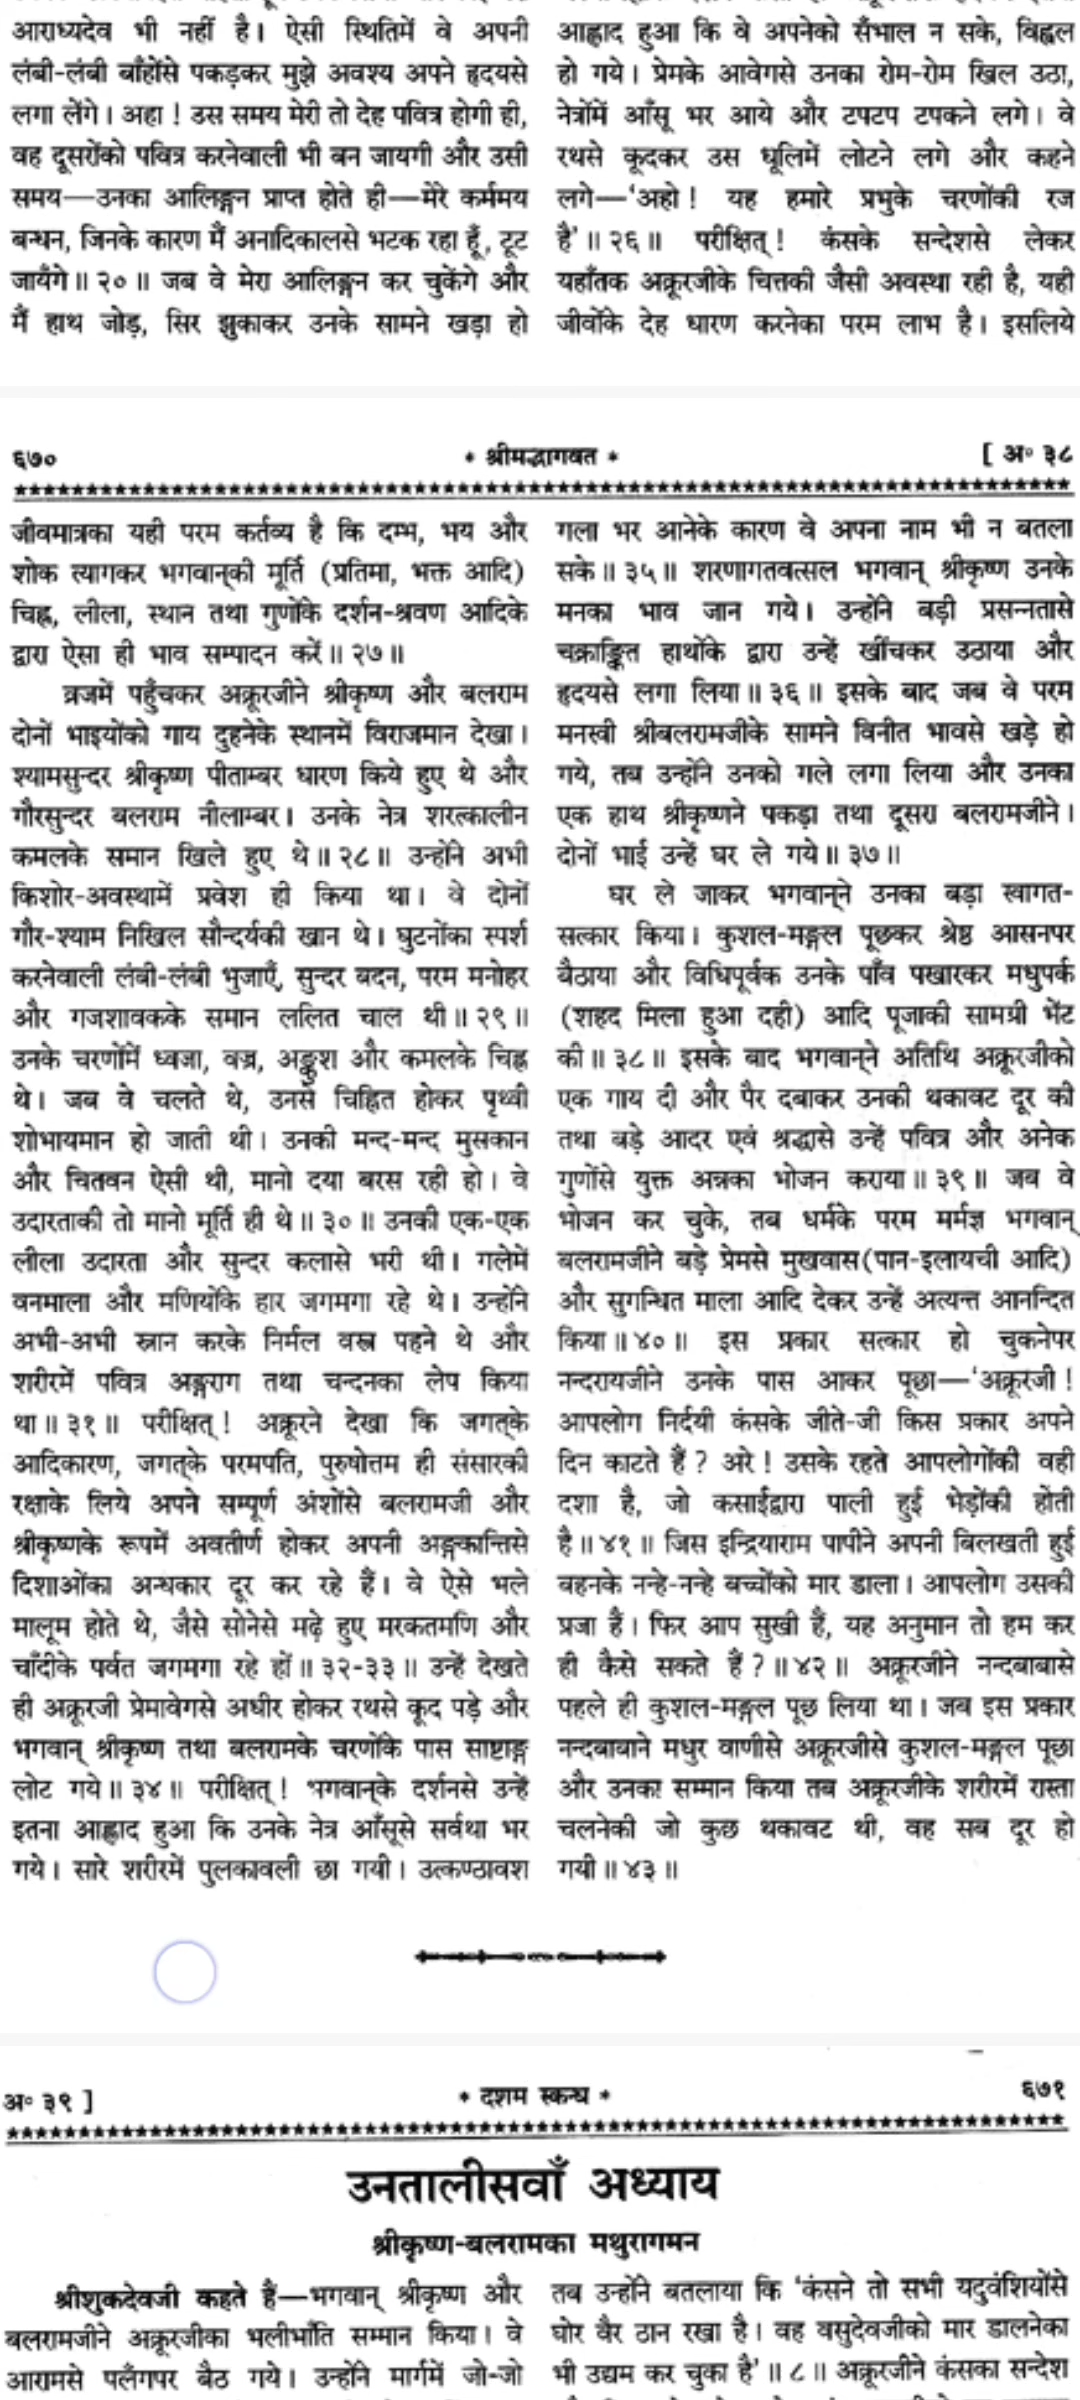 आराध्यदेव भी नहीं है। ऐसी स्थितिमें वे अपनी
लंबी-लंबी बाँहोंसे पकड़कर मुझे अवश्य अपने हृदयसे
लगा लेंगे। अहा! उस समय मेरी तो देह पवित्र होगी ही,
वह दूसरोंको पवित्र करनेवाली भी बन जायगी और उसी
समय—उनका आलिङ्गन प्राप्त होते ही—मेरे कर्ममय
बन्धन, जिनके कारण मैं अनादिकालसे भटक रहा हूँ, टूट
जायँगे॥ २०॥ जब वे मेरा आलिङ्गन कर चुकेंगे और
मैं हाथ जोड़, सिर झुकाकर उनके सामने खड़ा हो
आह्लाद हुआ कि वे अपनेको सँभाल न सके, विह्वल
हो गये। प्रेमके आवेगसे उनका रोम-रोम खिल उठा,
नेत्रोंमें आँसू भर आये और टपटप टपकने लगे। वे
रथसे कूदकर उस धूलिमें लोटने लगे और कहने
लगे—‘अहो! यह हमारे प्रभुके चरणोंकी रज
है’॥ २६॥ परीक्षित्! कंसके सन्देशसे लेकर
यहाँतक अक्रूरजीके चित्तकी जैसी अवस्था रही है, यही
जीवोंके देह धारण करनेका परम लाभ है। इसलिये
६७०
* श्रीमद्भागवत *
[ अ० ३८
जीवमात्रका यही परम कर्तव्य है कि दम्भ, भय और
शोक त्यागकर भगवान्‌की मूर्ति (प्रतिमा, भक्त आदि)
चिह्न, लीला, स्थान तथा गुणोंके दर्शन-श्रवण आदिके
द्वारा ऐसा ही भाव सम्पादन करें॥ २७॥
व्रजमें पहुँचकर अक्रूरजीने श्रीकृष्ण और बलराम
दोनों भाइयोंको गाय दुहनेके स्थानमें विराजमान देखा।
श्यामसुन्दर श्रीकृष्ण पीताम्बर धारण किये हुए थे और
गौरसुन्दर बलराम नीलाम्बर। उनके नेत्र शरत्कालीन
कमलके समान खिले हुए थे॥ २८॥ उन्होंने अभी
किशोर-अवस्थामें प्रवेश ही किया था। वे दोनों
गौर-श्याम निखिल सौन्दर्यकी खान थे। घुटनोंका स्पर्श
करनेवाली लंबी-लंबी भुजाएँ, सुन्दर बदन, परम मनोहर
और गजशावकके समान ललित चाल थी॥ २९॥
उनके चरणोंमें ध्वजा, वज्र, अङ्कुश और कमलके चिह्न
थे। जब वे चलते थे, उनसे चिह्नित होकर पृथ्वी
शोभायमान हो जाती थी। उनकी मन्द-मन्द मुसकान
और चितवन ऐसी थी, मानो दया बरस रही हो। वे
उदारताकी तो मानो मूर्ति ही थे॥ ३०॥ उनकी एक-एक
लीला उदारता और सुन्दर कलासे भरी थी। गलेमें
वनमाला और मणियोंके हार जगमगा रहे थे। उन्होंने
अभी-अभी स्नान करके निर्मल वस्त्र पहने थे और
शरीरमें पवित्र अङ्गराग तथा चन्दनका लेप किया
था॥ ३१॥ परीक्षित्! अक्रूरने देखा कि जगत्‌के
आदिकारण, जगत्‌के परमपति, पुरुषोत्तम ही संसारकी
रक्षाके लिये अपने सम्पूर्ण अंशोंसे बलरामजी और
श्रीकृष्णके रूपमें अवतीर्ण होकर अपनी अङ्गकान्तिसे
दिशाओंका अन्धकार दूर कर रहे हैं। वे ऐसे भले
मालूम होते थे, जैसे सोनेसे मढ़े हुए मरकतमणि और
चाँदीके पर्वत जगमगा रहे हों॥ ३२-३३॥ उन्हें देखते
ही अक्रूरजी प्रेमावेगसे अधीर होकर रथसे कूद पड़े और
भगवान् श्रीकृष्ण तथा बलरामके चरणोंके पास साष्टाङ्ग
लोट गये॥ ३४॥ परीक्षित्! भगवान्‌के दर्शनसे उन्हें
इतना आह्लाद हुआ कि उनके नेत्र आँसूसे सर्वथा भर
गये। सारे शरीरमें पुलकावली छा गयी। उत्कण्ठावश
गला भर आनेके कारण वे अपना नाम भी न बतला
सके॥ ३५॥ शरणागतवत्सल भगवान् श्रीकृष्ण उनके
मनका भाव जान गये। उन्होंने बड़ी प्रसन्नतासे
चक्राङ्कित हाथोंके द्वारा उन्हें खींचकर उठाया और
हृदयसे लगा लिया॥ ३६॥ इसके बाद जब वे परम
मनस्वी श्रीबलरामजीके सामने विनीत भावसे खड़े हो
गये, तब उन्होंने उनको गले लगा लिया और उनका
एक हाथ श्रीकृष्णने पकड़ा तथा दूसरा बलरामजीने।
दोनों भाई उन्हें घर ले गये॥ ३७॥
घर ले जाकर भगवान्‌ने उनका बड़ा स्वागत-
सत्कार किया। कुशल-मङ्गल पूछकर श्रेष्ठ आसनपर
बैठाया और विधिपूर्वक उनके पाँव पखारकर मधुपर्क
(शहद मिला हुआ दही) आदि पूजाकी सामग्री भेंट
की॥ ३८॥ इसके बाद भगवान्‌ने अतिथि अक्रूरजीको
एक गाय दी और पैर दबाकर उनकी थकावट दूर की
तथा बड़े आदर एवं श्रद्धासे उन्हें पवित्र और अनेक
गुणोंसे युक्त अन्नका भोजन कराया॥ ३९॥ जब वे
भोजन कर चुके, तब धर्मके परम मर्मज्ञ भगवान्
बलरामजीने बड़े प्रेमसे मुखवास(पान-इलायची आदि)
और सुगन्धित माला आदि देकर उन्हें अत्यन्त आनन्दित
किया॥ ४०॥ इस प्रकार सत्कार हो चुकनेपर
नन्दरायजीने उनके पास आकर पूछा—‘अक्रूरजी!
आपलोग निर्दयी कंसके जीते-जी किस प्रकार अपने
दिन काटते हैं? अरे! उसके रहते आपलोगोंकी वही
दशा है, जो कसाईद्वारा पाली हुई भेड़ोंकी होती
है॥ ४१॥ जिस इन्द्रियाराम पापीने अपनी बिलखती हुई
बहनके नन्हे-नन्हे बच्चोंको मार डाला। आपलोग उसकी
प्रजा हैं। फिर आप सुखी हैं, यह अनुमान तो हम कर
ही कैसे सकते हैं?॥ ४२॥ अक्रूरजीने नन्दबाबासे
पहले ही कुशल-मङ्गल पूछ लिया था। जब इस प्रकार
नन्दबाबाने मधुर वाणीसे अक्रूरजीसे कुशल-मङ्गल पूछा
और उनका सम्मान किया तब अक्रूरजीके शरीरमें रास्ता
चलनेकी जो कुछ थकावट थी, वह सब दूर हो
गयी॥ ४३॥
अ० ३९ ]
* दशम स्कन्ध *
६७१
उनतालीसवाँ अध्याय
श्रीकृष्ण-बलरामका मथुरागमन
श्रीशुकदेवजी कहते हैं—भगवान् श्रीकृष्ण और
बलरामजीने अक्रूरजीका भलीभाँति सम्मान किया। वे
आरामसे पलँगपर बैठ गये। उन्होंने मार्गमें जो-जो
तब उन्होंने बतलाया कि ‘कंसने तो सभी यदुवंशियोंसे
घोर वैर ठान रखा है। वह वसुदेवजीको मार डालनेका
भी उद्यम कर चुका है’॥ ८॥ अक्रूरजीने कंसका सन्देश